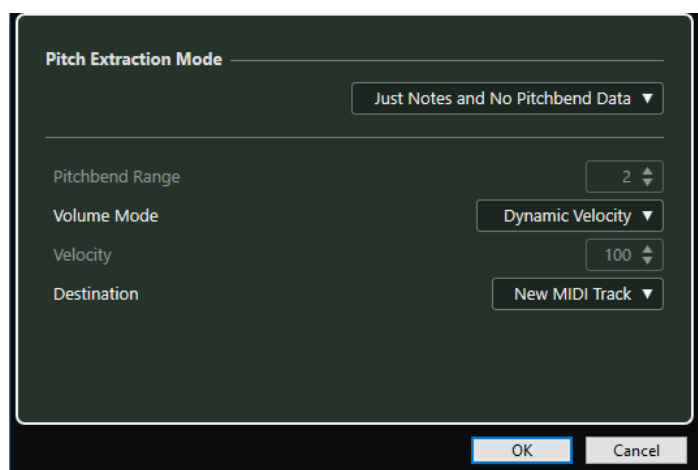 Pitch Extraction Mode
Just Notes and No Pitchbend Data
Pitchbend Range 2
Volume Mode Dynamic Velocity
Velocity 100
Destination New MIDI Track
OK Cancel